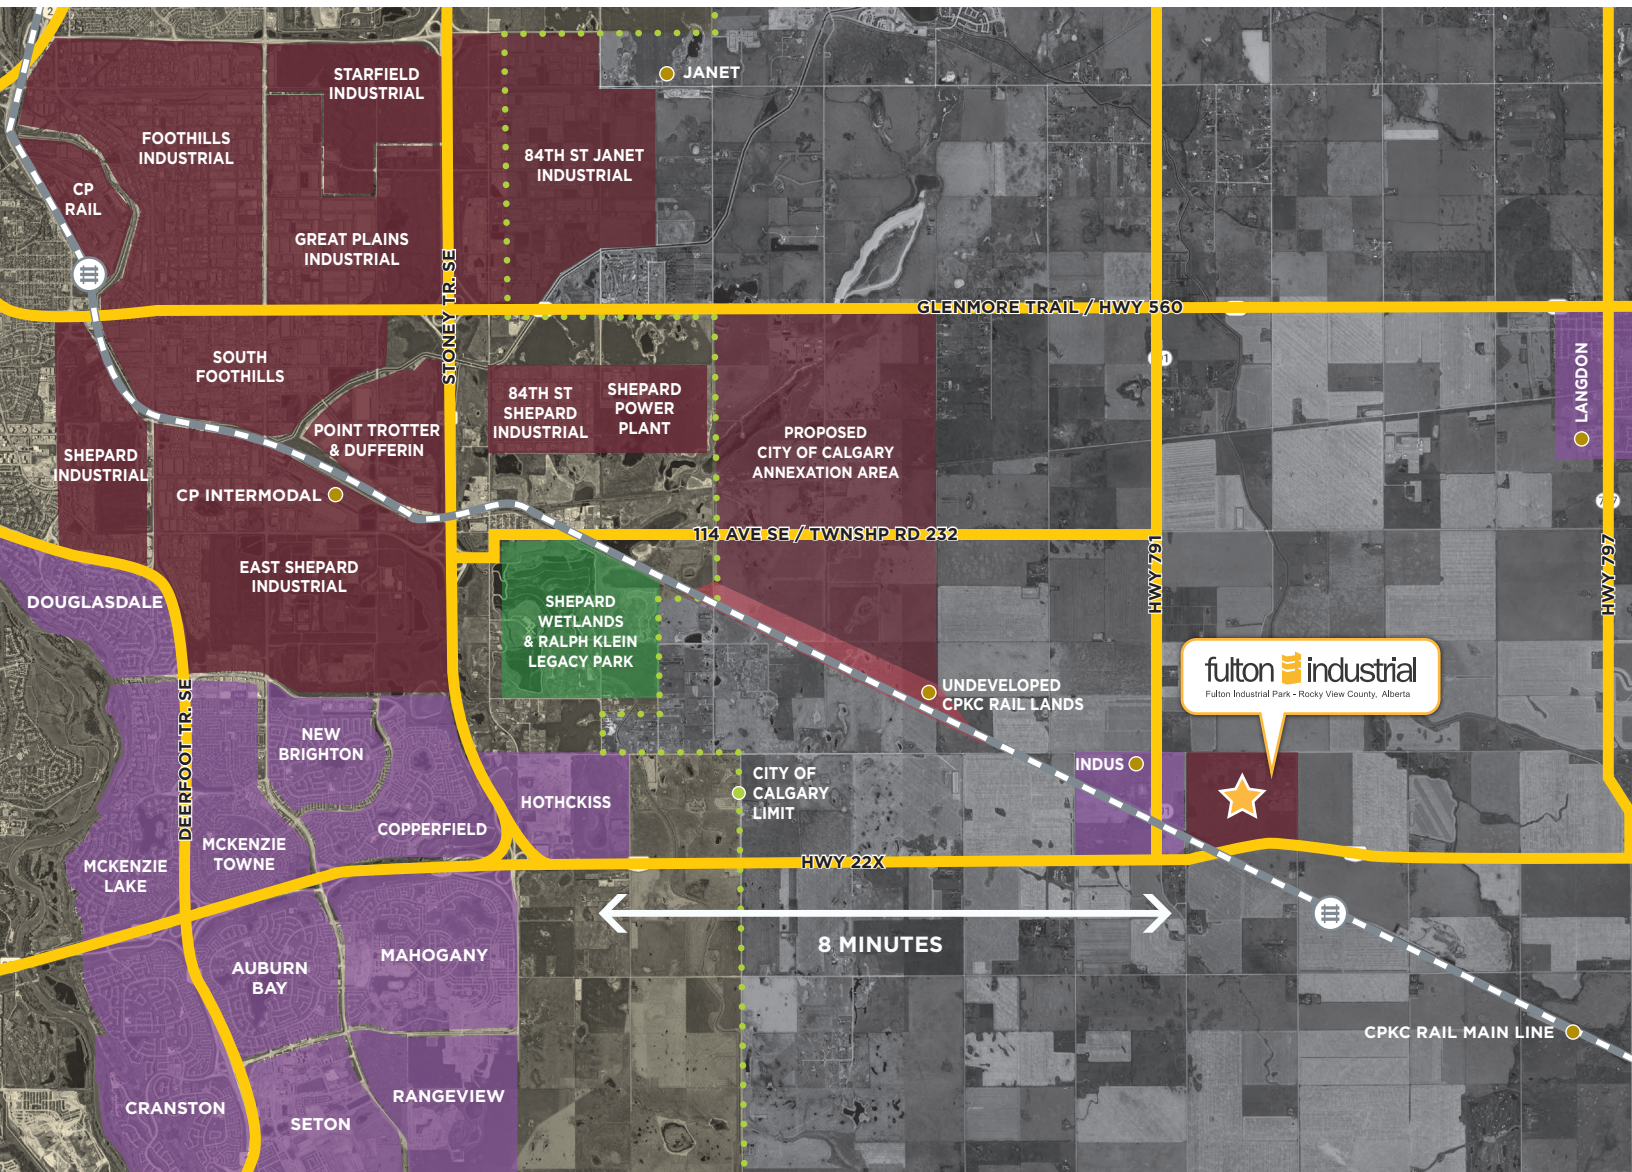 2
STARFIELD
INDUSTRIAL
JANET
FOOTHILLS
INDUSTRIAL
84TH ST JANET
INDUSTRIAL
CP
RAIL
GREAT PLAINS
INDUSTRIAL
STONEY TR. SE
GLENMORE TRAIL / HWY 560
SOUTH
FOOTHILLS
LANGDON
84TH ST
SHEPARD
INDUSTRIAL
SHEPARD
POWER
PLANT
POINT TROTTER
& DUFFERIN
PROPOSED
CITY OF CALGARY
ANNEXATION AREA
SHEPARD
INDUSTRIAL
CP INTERMODAL
114 AVE SE / TWNSHP RD 232
HWY 791
HWY 797
EAST SHEPARD
INDUSTRIAL
DOUGLASDALE
SHEPARD
WETLANDS
& RALPH KLEIN
LEGACY PARK
fulton industrial
Fulton Industrial Park - Rocky View County, Alberta
UNDEVELOPED
CPKC RAIL LANDS
DEERFOOT TR. SE
NEW
BRIGHTON
INDUS
CITY OF
CALGARY
LIMIT
HOTHCKISS
COPPERFIELD
MCKENZIE
TOWNE
MCKENZIE
LAKE
HWY 22X
8 MINUTES
MAHOGANY
AUBURN
BAY
CPKC RAIL MAIN LINE
CRANSTON
RANGEVIEW
SETON